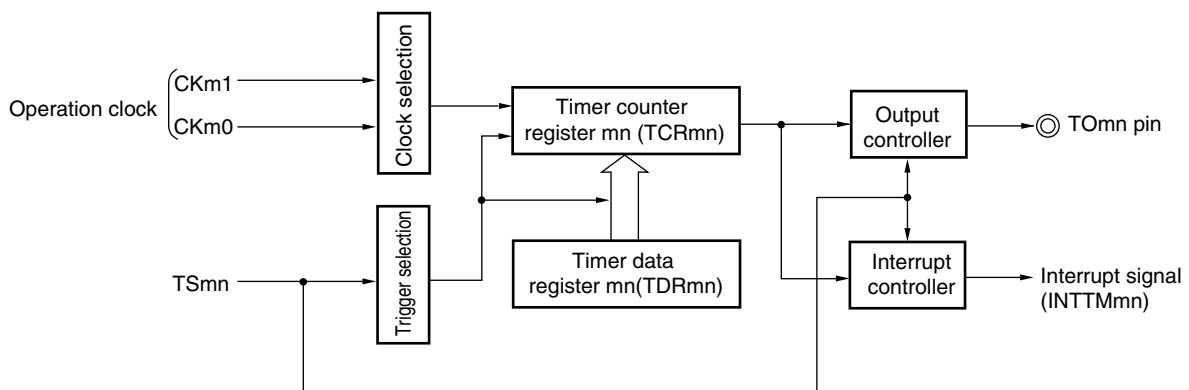 Operation clock
CKm1
CKm0
Clock selection
Timer counter
register mn (TCRmn)
Output
controller
TOmn pin
TSmn
Trigger selection
Timer data
register mn(TDRmn)
Interrupt
controller
Interrupt signal
(INTTMmn)